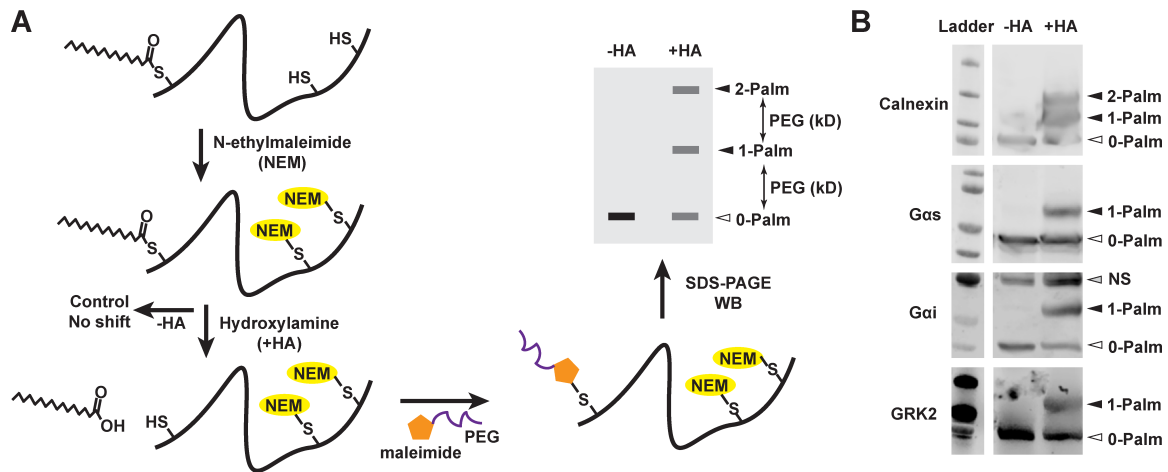 A
O
S
HS
HS
N-ethylmaleimide
(NEM)
O
S
NEM
S
NEM
S
Control
No shift
-HA
Hydroxylamine
(+HA)
O
OH
HS
NEM
S
NEM
S
maleimide
PEG
S
NEM
S
NEM
S
SDS-PAGE
WB
-HA
+HA
2-Palm
PEG (kD)
1-Palm
PEG (kD)
0-Palm
B
Ladder -HA +HA
Calnexin
2-Palm
1-Palm
0-Palm
Gαs
1-Palm
0-Palm
Gαi
NS
1-Palm
0-Palm
GRK2
1-Palm
0-Palm